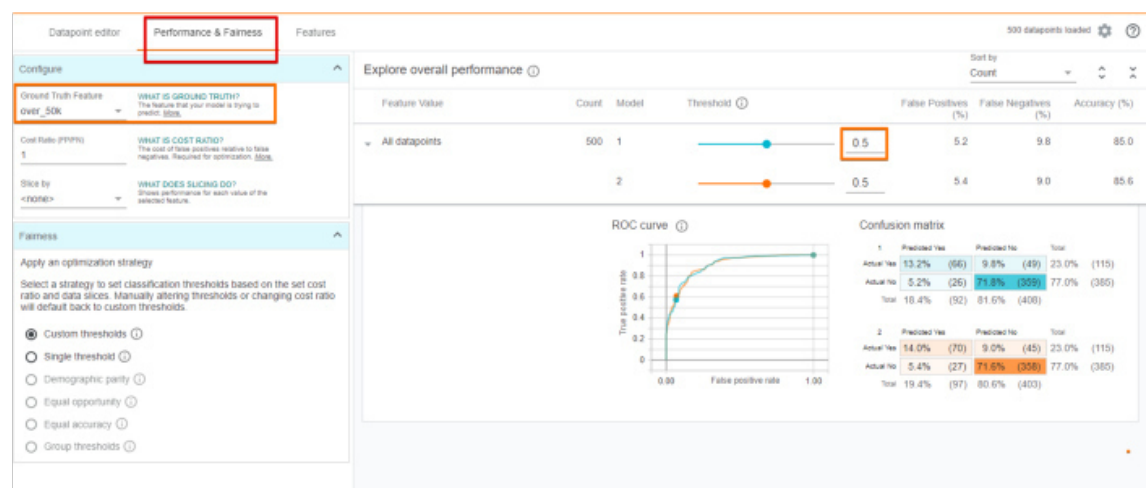 Datapoint editor Performance & Fairness Features 500 datapoints loaded
Configure
Ground Truth Feature
over_50k
WHAT IS GROUND TRUTH?
The feature that your model is trying to
predict. More.
Cost Ratio (FP/FN)
1
WHAT IS COST RATIO?
The cost of false positives relative to false
negatives. Required for optimization. More.
Slice by
<none>
WHAT DOES SLICING DO?
Shows performance for each value of the
selected feature.
Fairness
Apply an optimization strategy
Select a strategy to set classification thresholds based on the set cost
ratio and data slices. Manually altering thresholds or changing cost ratio
will default back to custom thresholds.
Custom thresholds
Single threshold
Demographic parity
Equal opportunity
Equal accuracy
Group thresholds
Explore overall performance
Sort by
Count
Feature Value Count Model Threshold False Positives (%) False Negatives (%) Accuracy (%)
All datapoints 500 1 0.5 5.2 9.8 85.0
2 0.5 5.4 9.0 85.6
ROC curve
True positive rate
1
0.8
0.6
0.4
0.2
0
0.00 False positive rate 1.00
Confusion matrix
1 Predicted Yes Predicted No Total
Actual Yes 13.2% (66) 9.8% (49) 23.0% (115)
Actual No 5.2% (26) 71.8% (359) 77.0% (385)
Total 18.4% (92) 81.6% (408)
2 Predicted Yes Predicted No Total
Actual Yes 14.0% (70) 9.0% (45) 23.0% (115)
Actual No 5.4% (27) 71.6% (358) 77.0% (385)
Total 19.4% (97) 80.6% (403)